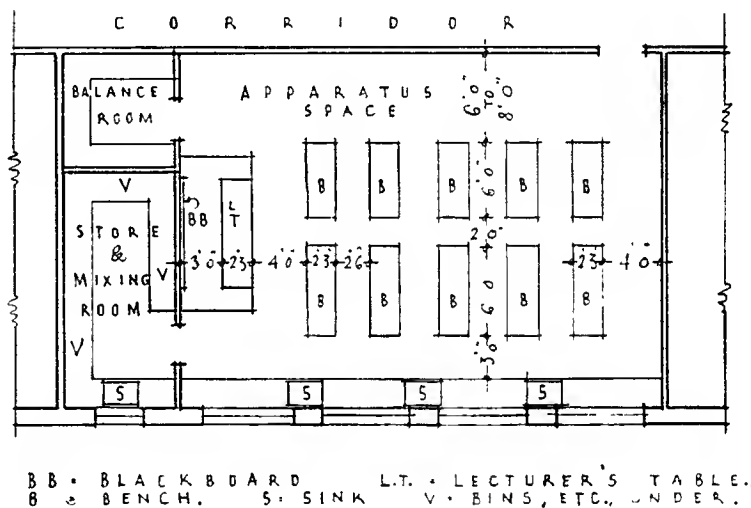 CORRIDOR
BALANCE
ROOM
APPARATUS
SPACE
6'0"
TO
8'0"
B B B B B
6'0"
V
5
BB
LT
STORE
&
MIXING
ROOM
V
V
2'0"
3'0" 2'3" 4'0" 2'3" 2'6" 2'3" 4'0"
B B B B B
6'0"
3'0"
S S S S
BB = BLACKBOARD L.T. = LECTURER'S TABLE.
B = BENCH. S = SINK V = BINS, ETC., UNDER.